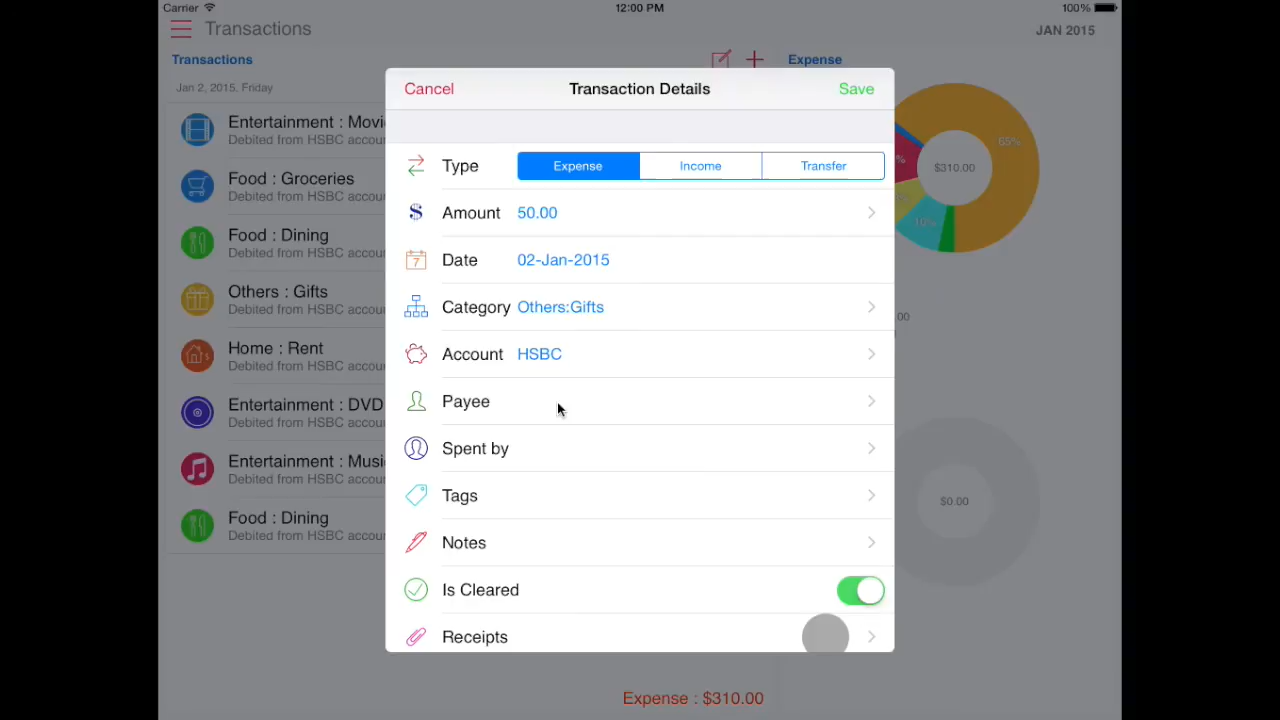 Carrier 12:00 PM 100%
Transactions JAN 2015
Transactions Expense
Jan 2, 2015, Friday
Entertainment : Movi
Debited from HSBC accou
Food : Groceries
Debited from HSBC accou
Food : Dining
Debited from HSBC accou
Others : Gifts
Debited from HSBC accou
Home : Rent
Debited from HSBC accou
Entertainment : DVD
Debited from HSBC accou
Entertainment : Musi
Debited from HSBC accou
Food : Dining
Debited from HSBC accou
Cancel Transaction Details Save
Type Expense Income Transfer
$ Amount 50.00
7 Date 02-Jan-2015
Category Others:Gifts
Account HSBC
Payee
Spent by
Tags
Notes
Is Cleared
Receipts
65%
%
$310.00
10%
.00
$0.00
Expense : $310.00